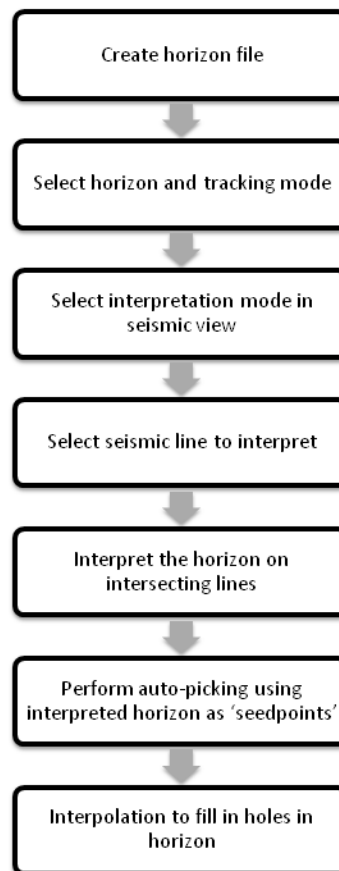 Create horizon file
Select horizon and tracking mode
Select interpretation mode in
seismic view
Select seismic line to interpret
Interpret the horizon on
intersecting lines
Perform auto-picking using
interpreted horizon as ‘seedpoints’
Interpolation to fill in holes in
horizon